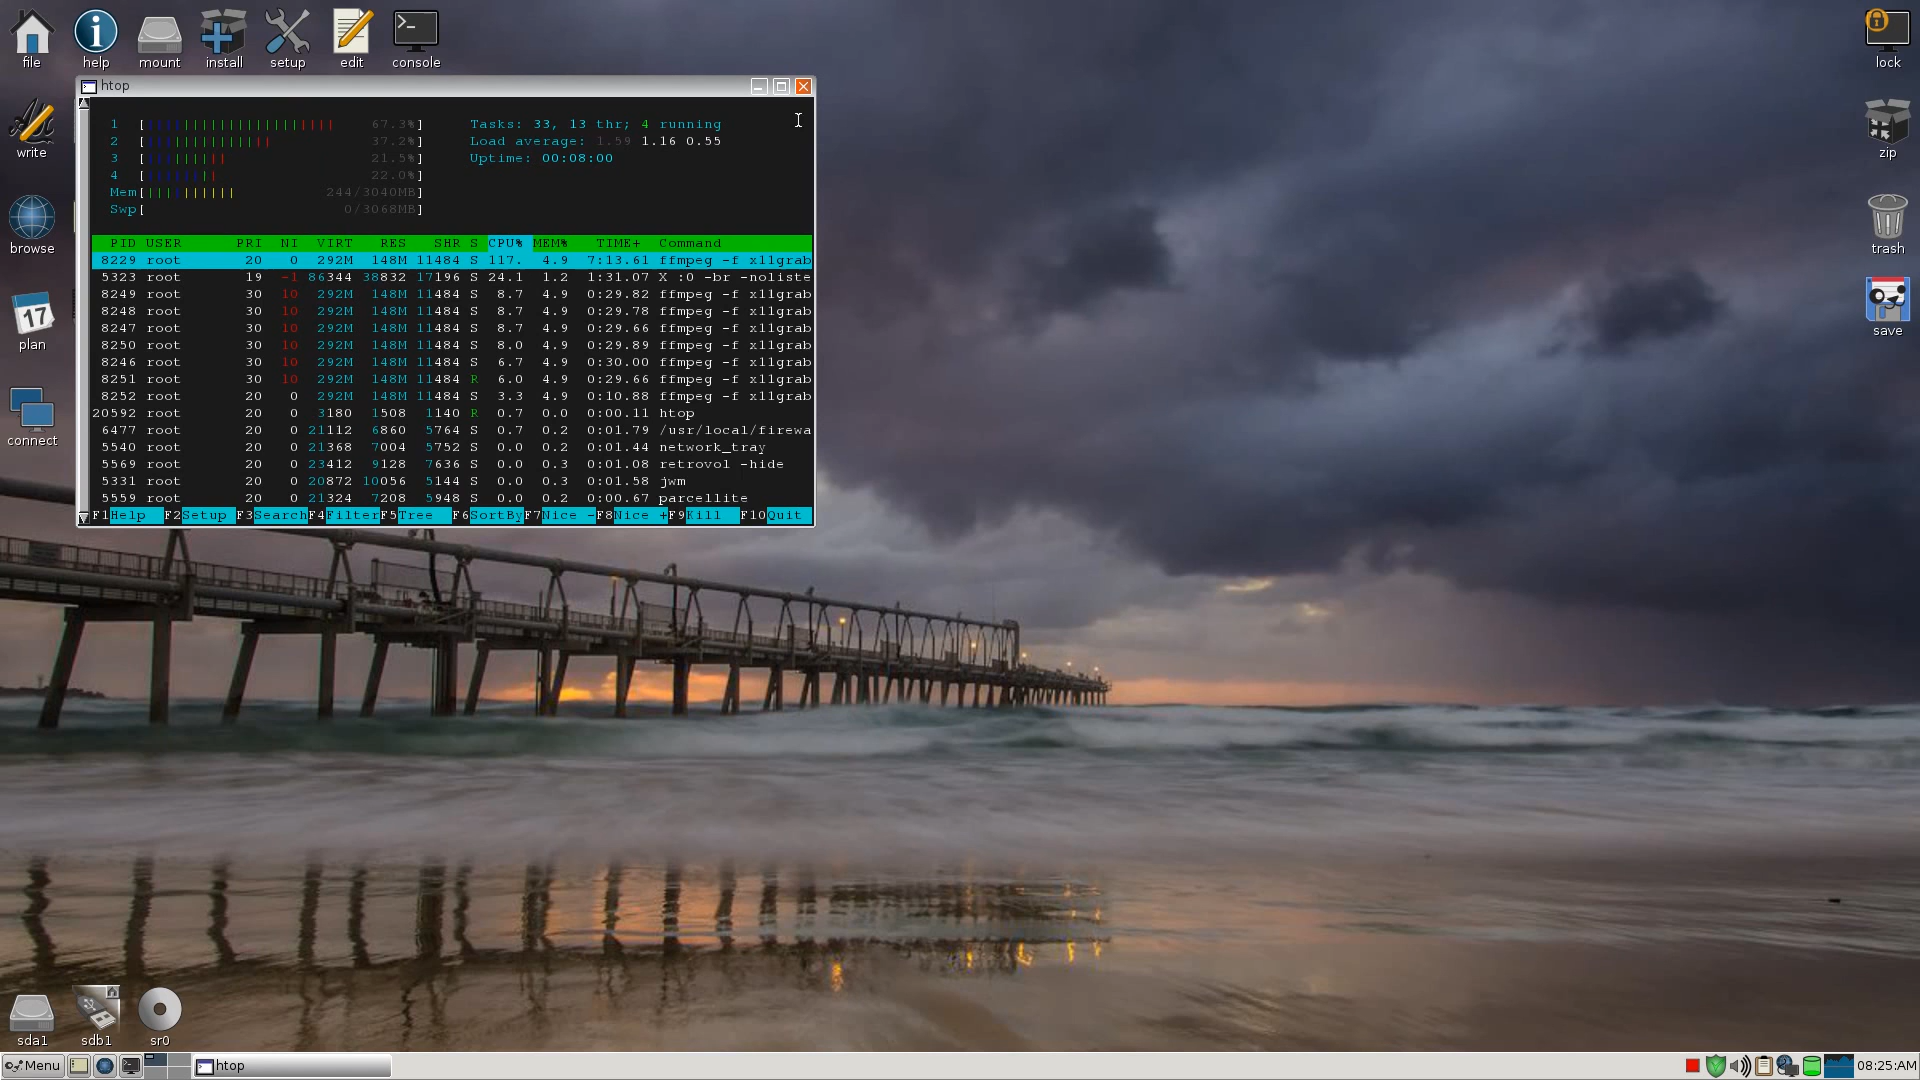 file
help
mount
install
setup
edit
console
lock
write
zip
browse
trash
17
plan
save
connect
htop
1 [ 67.3%] Tasks: 33, 13 thr; 4 running
2 [ 37.2%] Load average: 1.59 1.16 0.55
3 [ 21.5%] Uptime: 00:08:00
4 [ 22.0%]
Mem[ 244/3040MB]
Swp[ 0/3068MB]
PID USER PRI NI VIRT RES SHR S CPU% MEM% TIME+ Command
8229 root 20 0 292M 148M 11484 S 117. 4.9 7:13.61 ffmpeg -f x11grab
5323 root 19 -1 86344 38832 17196 S 24.1 1.2 1:31.07 X :0 -br -noliste
8249 root 30 10 292M 148M 11484 S 8.7 4.9 0:29.82 ffmpeg -f x11grab
8248 root 30 10 292M 148M 11484 S 8.7 4.9 0:29.78 ffmpeg -f x11grab
8247 root 30 10 292M 148M 11484 S 8.7 4.9 0:29.66 ffmpeg -f x11grab
8250 root 30 10 292M 148M 11484 S 8.0 4.9 0:29.89 ffmpeg -f x11grab
8246 root 30 10 292M 148M 11484 S 6.7 4.9 0:30.00 ffmpeg -f x11grab
8251 root 30 10 292M 148M 11484 R 6.0 4.9 0:29.66 ffmpeg -f x11grab
8252 root 20 0 292M 148M 11484 S 3.3 4.9 0:10.88 ffmpeg -f x11grab
20592 root 20 0 3180 1508 1140 R 0.7 0.0 0:00.11 htop
6477 root 20 0 21112 6860 5764 S 0.7 0.2 0:01.79 /usr/local/firewa
5540 root 20 0 21368 7004 5752 S 0.0 0.2 0:01.44 network_tray
5569 root 20 0 23412 9128 7636 S 0.0 0.3 0:01.08 retrovol -hide
5331 root 20 0 20872 10056 5144 S 0.0 0.3 0:01.58 jwm
5559 root 20 0 21324 7208 5948 S 0.0 0.2 0:00.67 parcellite
F1Help F2Setup F3SearchF4FilterF5Tree F6SortByF7Nice -F8Nice +F9Kill F10Quit
sda1
sdb1
sr0
Menu
htop
08:25:AM